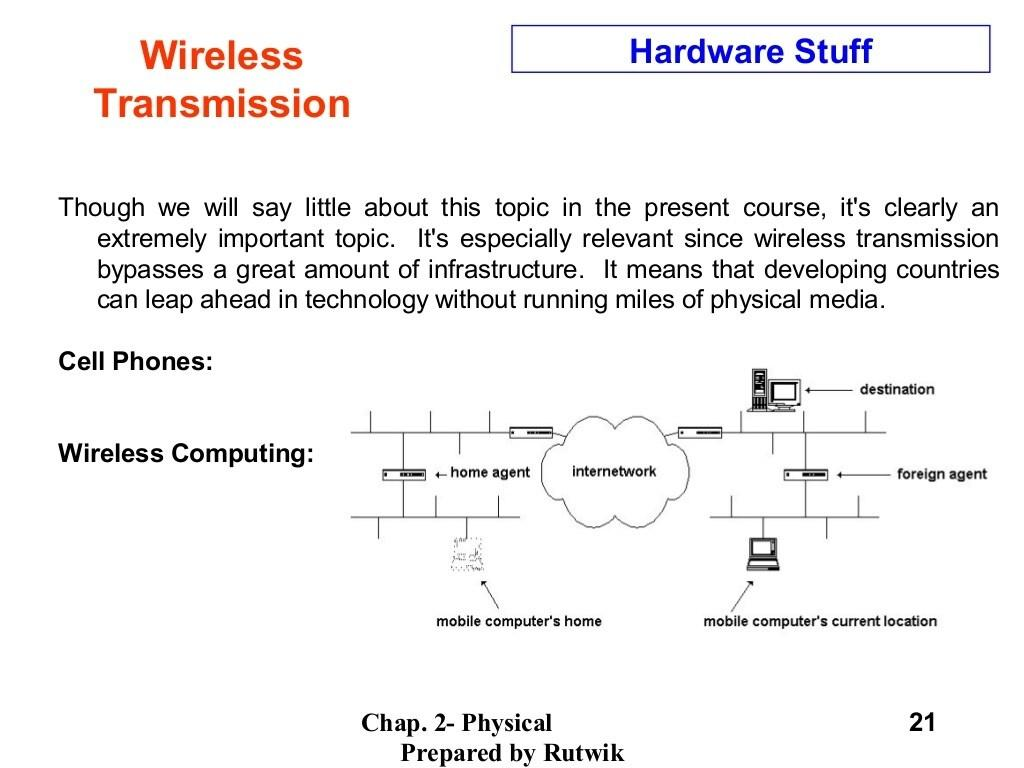 Wireless
Transmission
Hardware Stuff
Though we will say little about this topic in the present course, it's clearly an
extremely important topic. It's especially relevant since wireless transmission
bypasses a great amount of infrastructure. It means that developing countries
can leap ahead in technology without running miles of physical media.
Cell Phones:
Wireless Computing:
destination
home agent
internetwork
foreign agent
mobile computer's home
mobile computer's current location
Chap. 2- Physical
Prepared by Rutwik
21